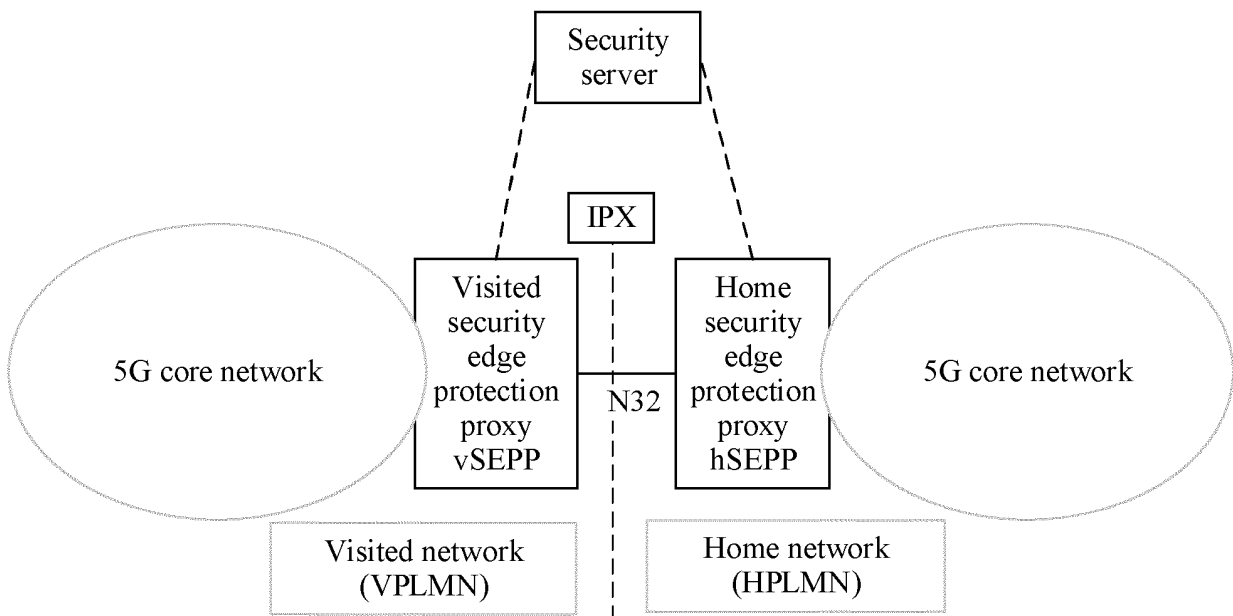 Security
server
IPX
5G core network
Visited
security
edge
protection
proxy
vSEPP
N32
Home
security
edge
protection
proxy
hSEPP
5G core network
Visited network
(VPLMN)
Home network
(HPLMN)